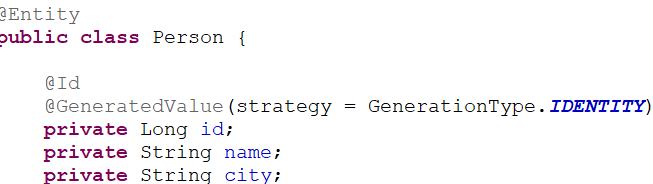 @Entity
public class Person {
@Id
@GeneratedValue(strategy = GenerationType.IDENTITY)
private Long id;
private String name;
private String city;